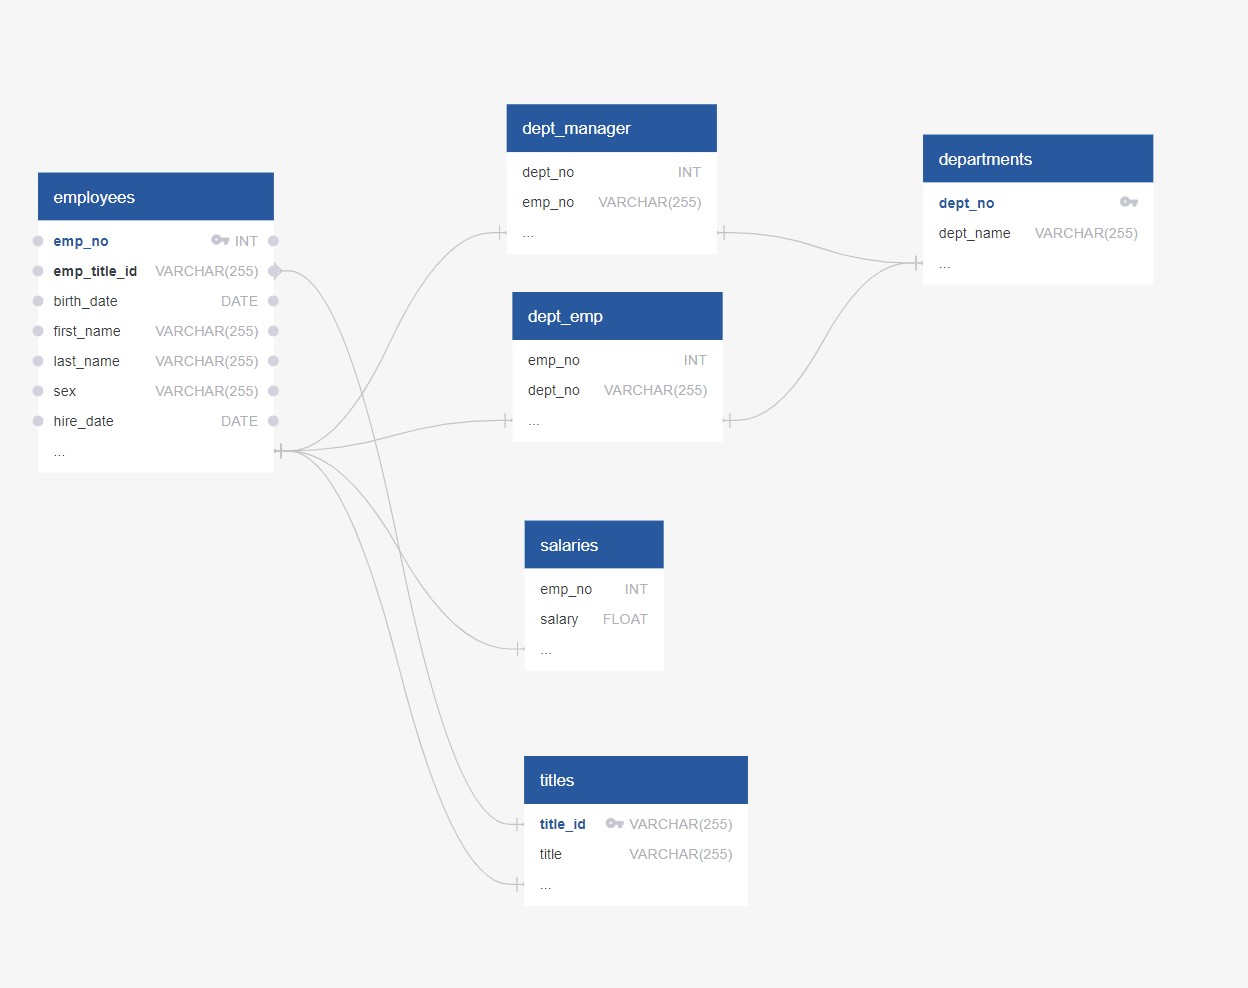 employees
emp_no INT
emp_title_id VARCHAR(255)
birth_date DATE
first_name VARCHAR(255)
last_name VARCHAR(255)
sex VARCHAR(255)
hire_date DATE
...
dept_manager
dept_no INT
emp_no VARCHAR(255)
...
dept_emp
emp_no INT
dept_no VARCHAR(255)
...
salaries
emp_no INT
salary FLOAT
...
titles
title_id VARCHAR(255)
title VARCHAR(255)
...
departments
dept_no
dept_name VARCHAR(255)
...